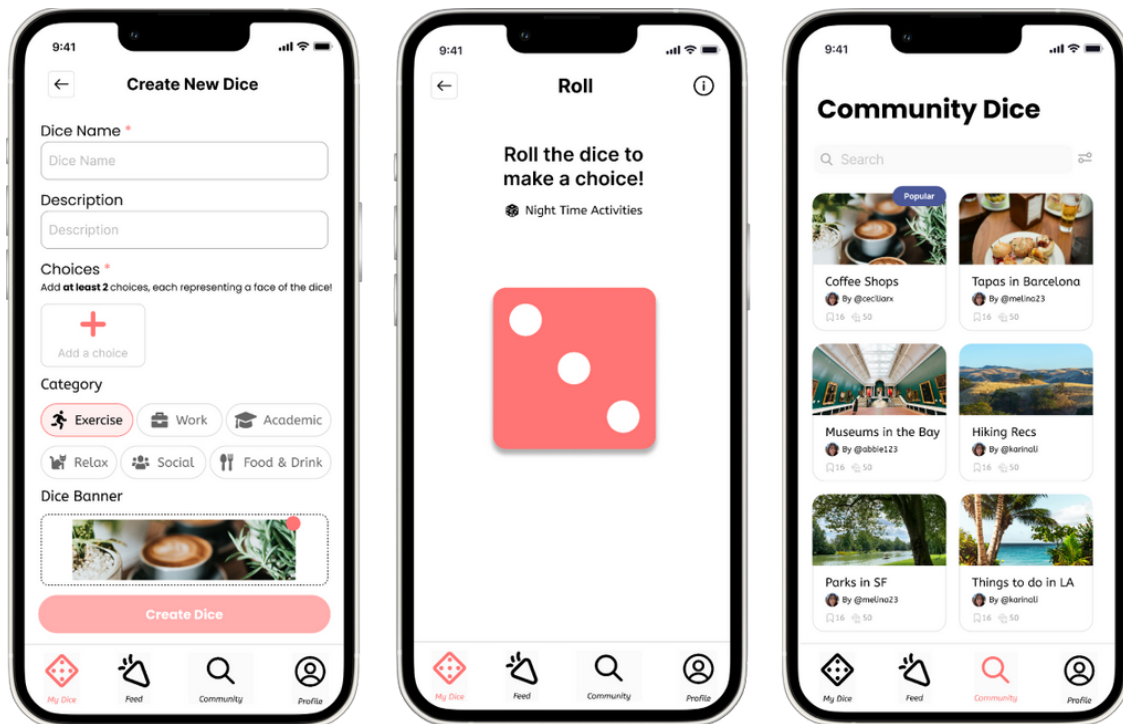 9:41
Create New Dice
Dice Name *
Dice Name
Description
Description
Choices *
Add at least 2 choices, each representing a face of the dice!
Add a choice
Category
Exercise
Work
Academic
Relax
Social
Food & Drink
Dice Banner
Create Dice
My Dice
Feed
Community
Profile
9:41
Roll
Roll the dice to
make a choice!
Night Time Activities
My Dice
Feed
Community
Profile
9:41
Community Dice
Search
Popular
Coffee Shops
By @ceciliarx
16 50
Tapas in Barcelona
By @melina23
16 50
Museums in the Bay
By @abbie123
16 50
Hiking Recs
By @karinali
16 50
Parks in SF
By @melina23
16 50
Things to do in LA
By @karinali
16 50
My Dice
Feed
Community
Profile